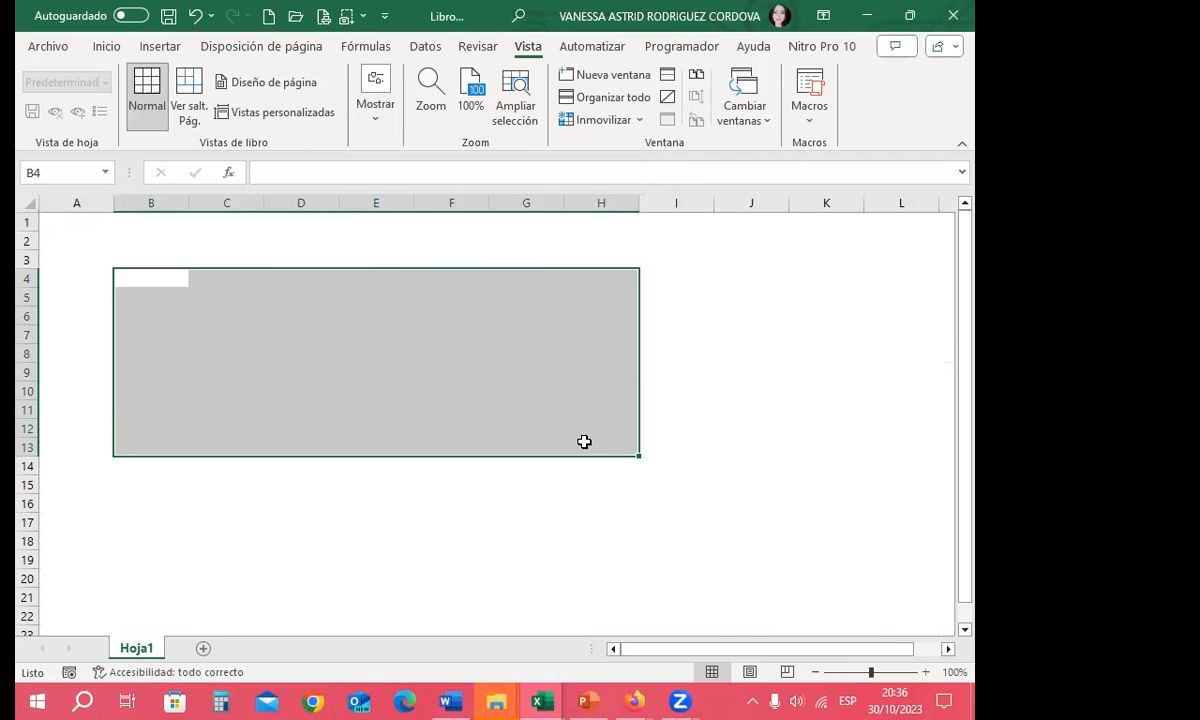 Autoguardado
Libro...
VANESSA ASTRID RODRIGUEZ CORDOVA
Archivo Inicio Insertar Disposición de página Fórmulas Datos Revisar Vista Automatizar Programador Ayuda Nitro Pro 10
Predeterminad
Normal
Ver salt. Pág.
Diseño de página
Vistas personalizadas
Mostrar
Zoom
100
100%
Ampliar selección
Nueva ventana
Organizar todo
Inmovilizar
Cambiar ventanas
Macros
Vista de hoja Vistas de libro Zoom Ventana Macros
B4
fx
A B C D E F G H I J K L
1
2
3
4
5
6
7
8
9
10
11
12
13
14
15
16
17
18
19
20
21
22
23
Hoja1
Listo Accesibilidad: todo correcto 100%
NEW
ESP
20:36
30/10/2023